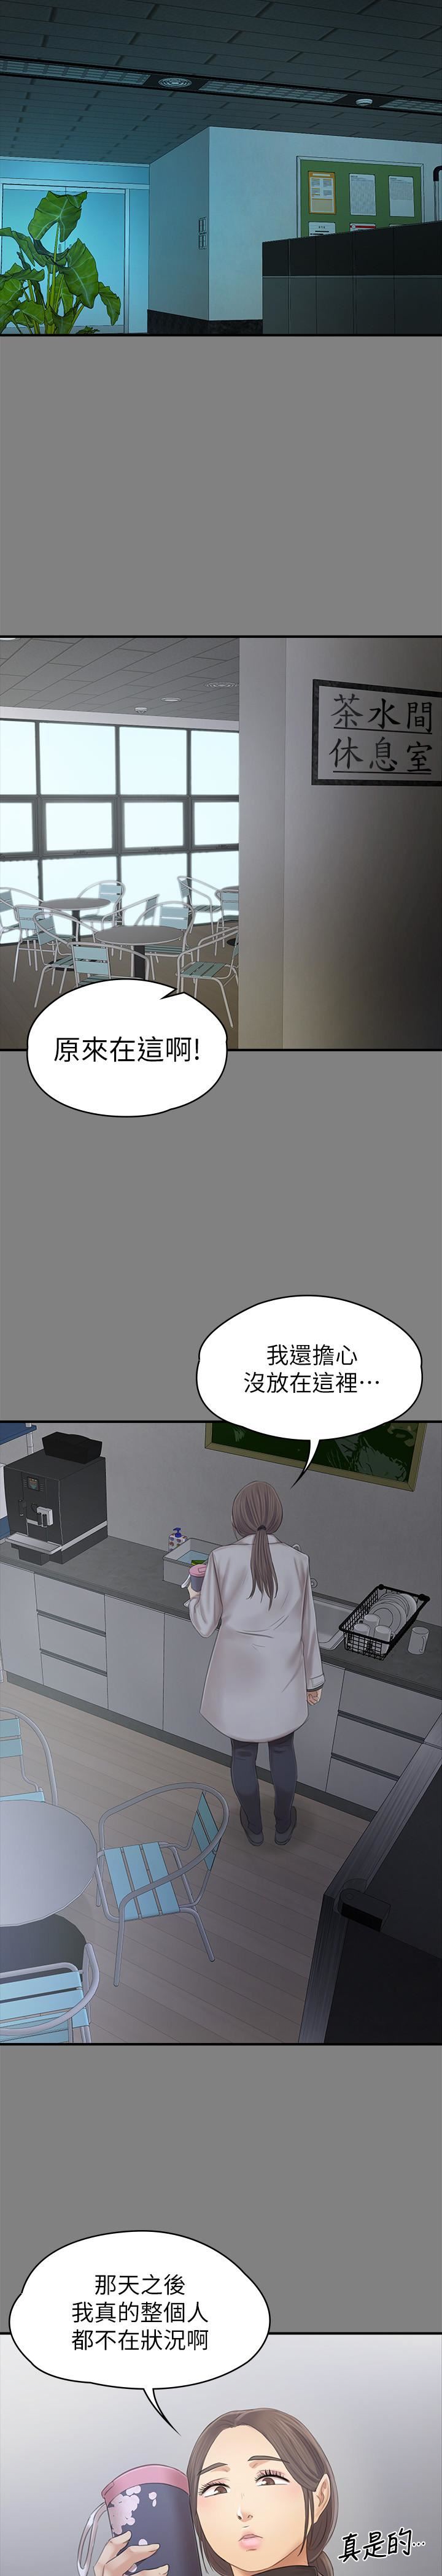 茶水間
休息室
原來在這啊!
我還擔心
沒放在這裡⋯
那天之後
我真的整個人
都不在狀況啊
真是的⋯